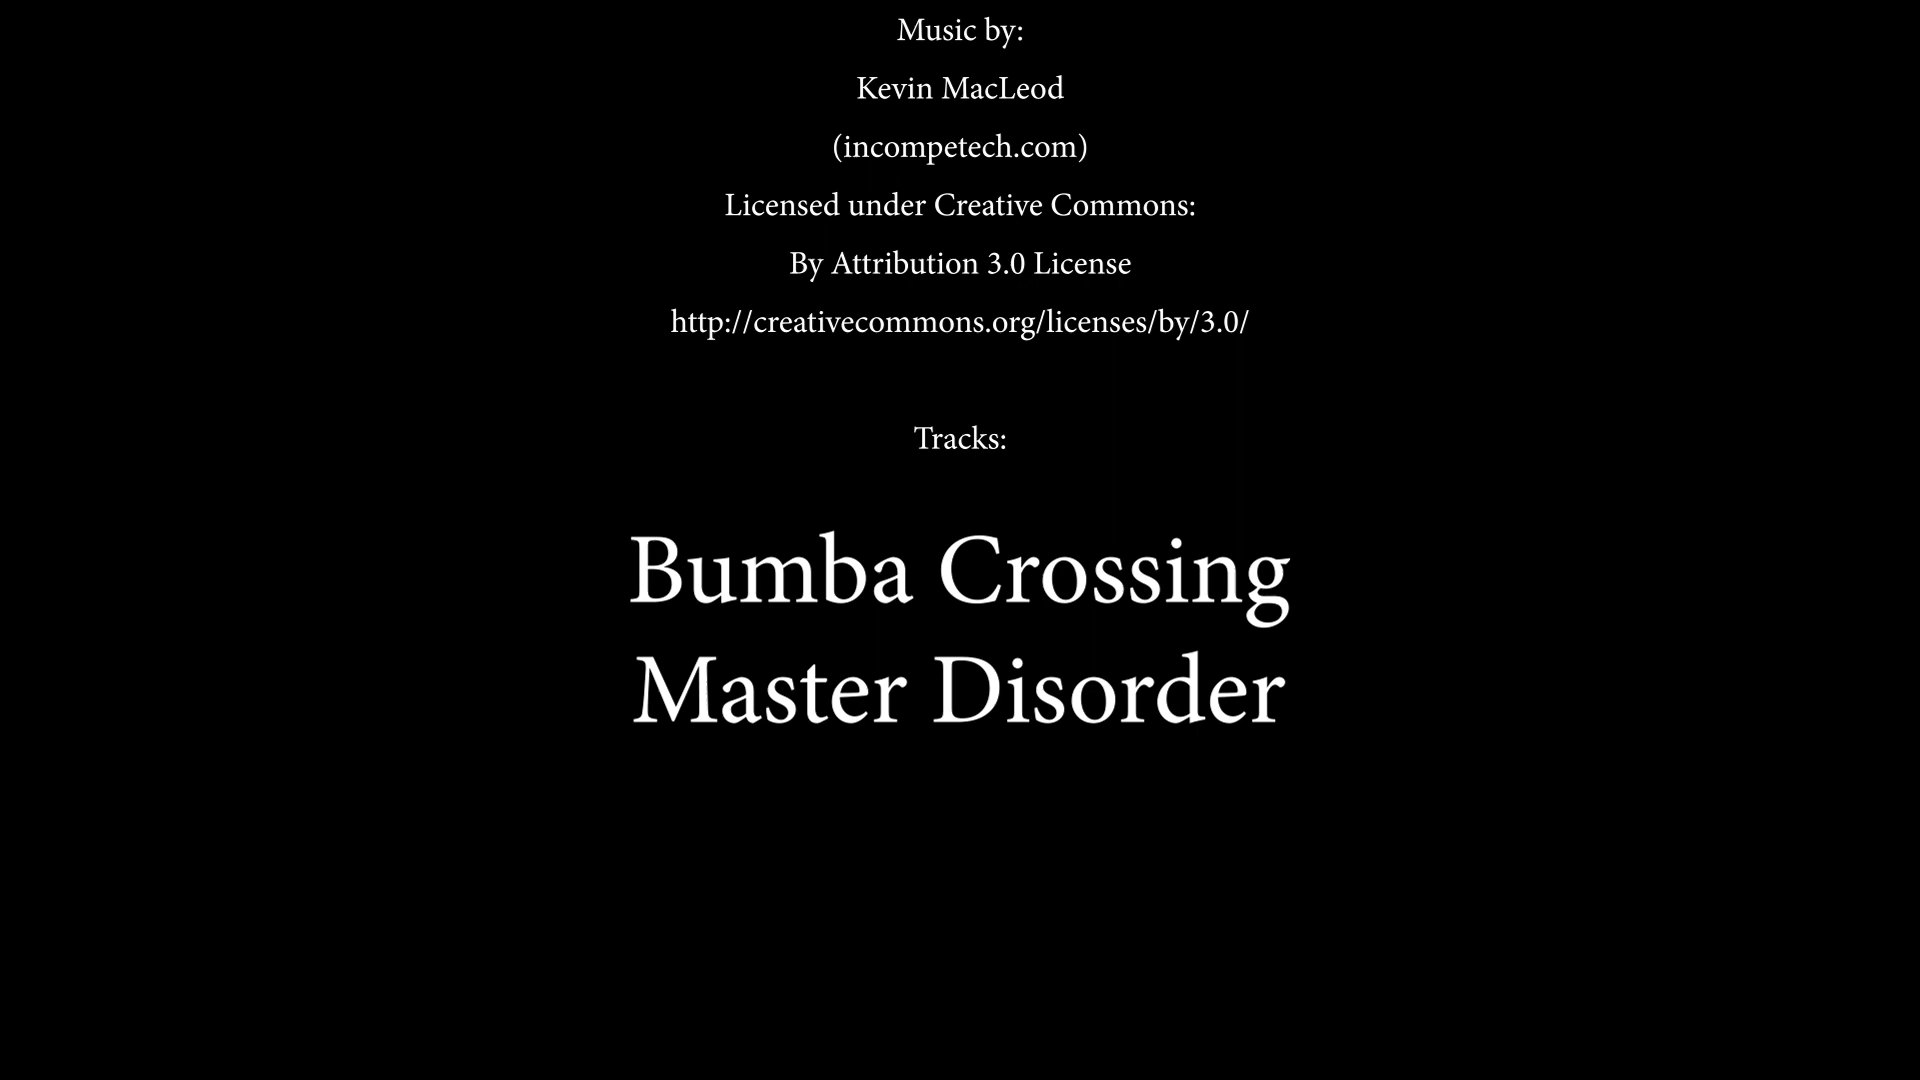 Music by:
Kevin MacLeod
(incompetech.com)
Licensed under Creative Commons:
By Attribution 3.0 License
http://creativecommons.org/licenses/by/3.0/
Tracks:
Bumba Crossing
Master Disorder